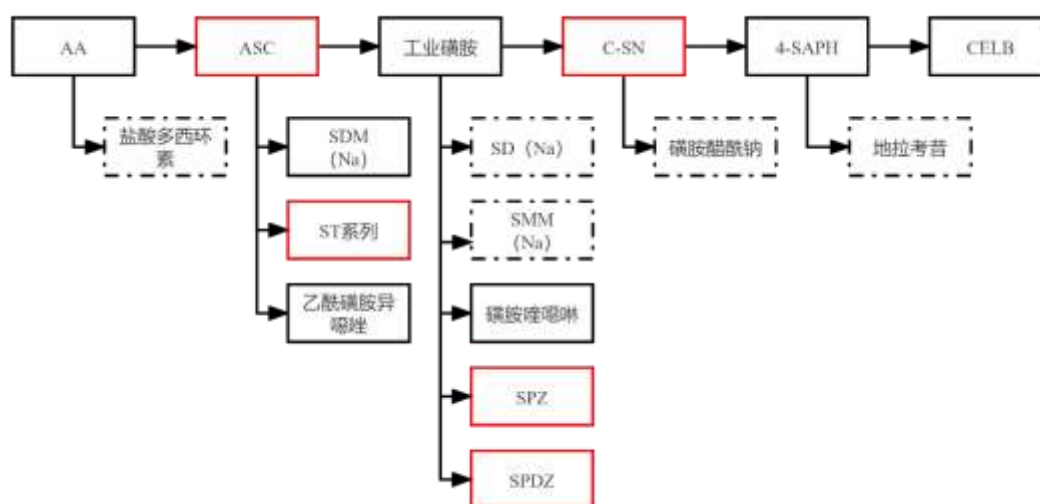 AA
ASC
工业磺胺
C-SN
4-SAPH
CELB
盐酸多西环
素
SDM
(Na)
SD（Na）
磺胺醋酰钠
地拉考昔
ST系列
SMM
(Na)
乙酰磺胺异
噁唑
磺胺喹噁啉
SPZ
SPDZ